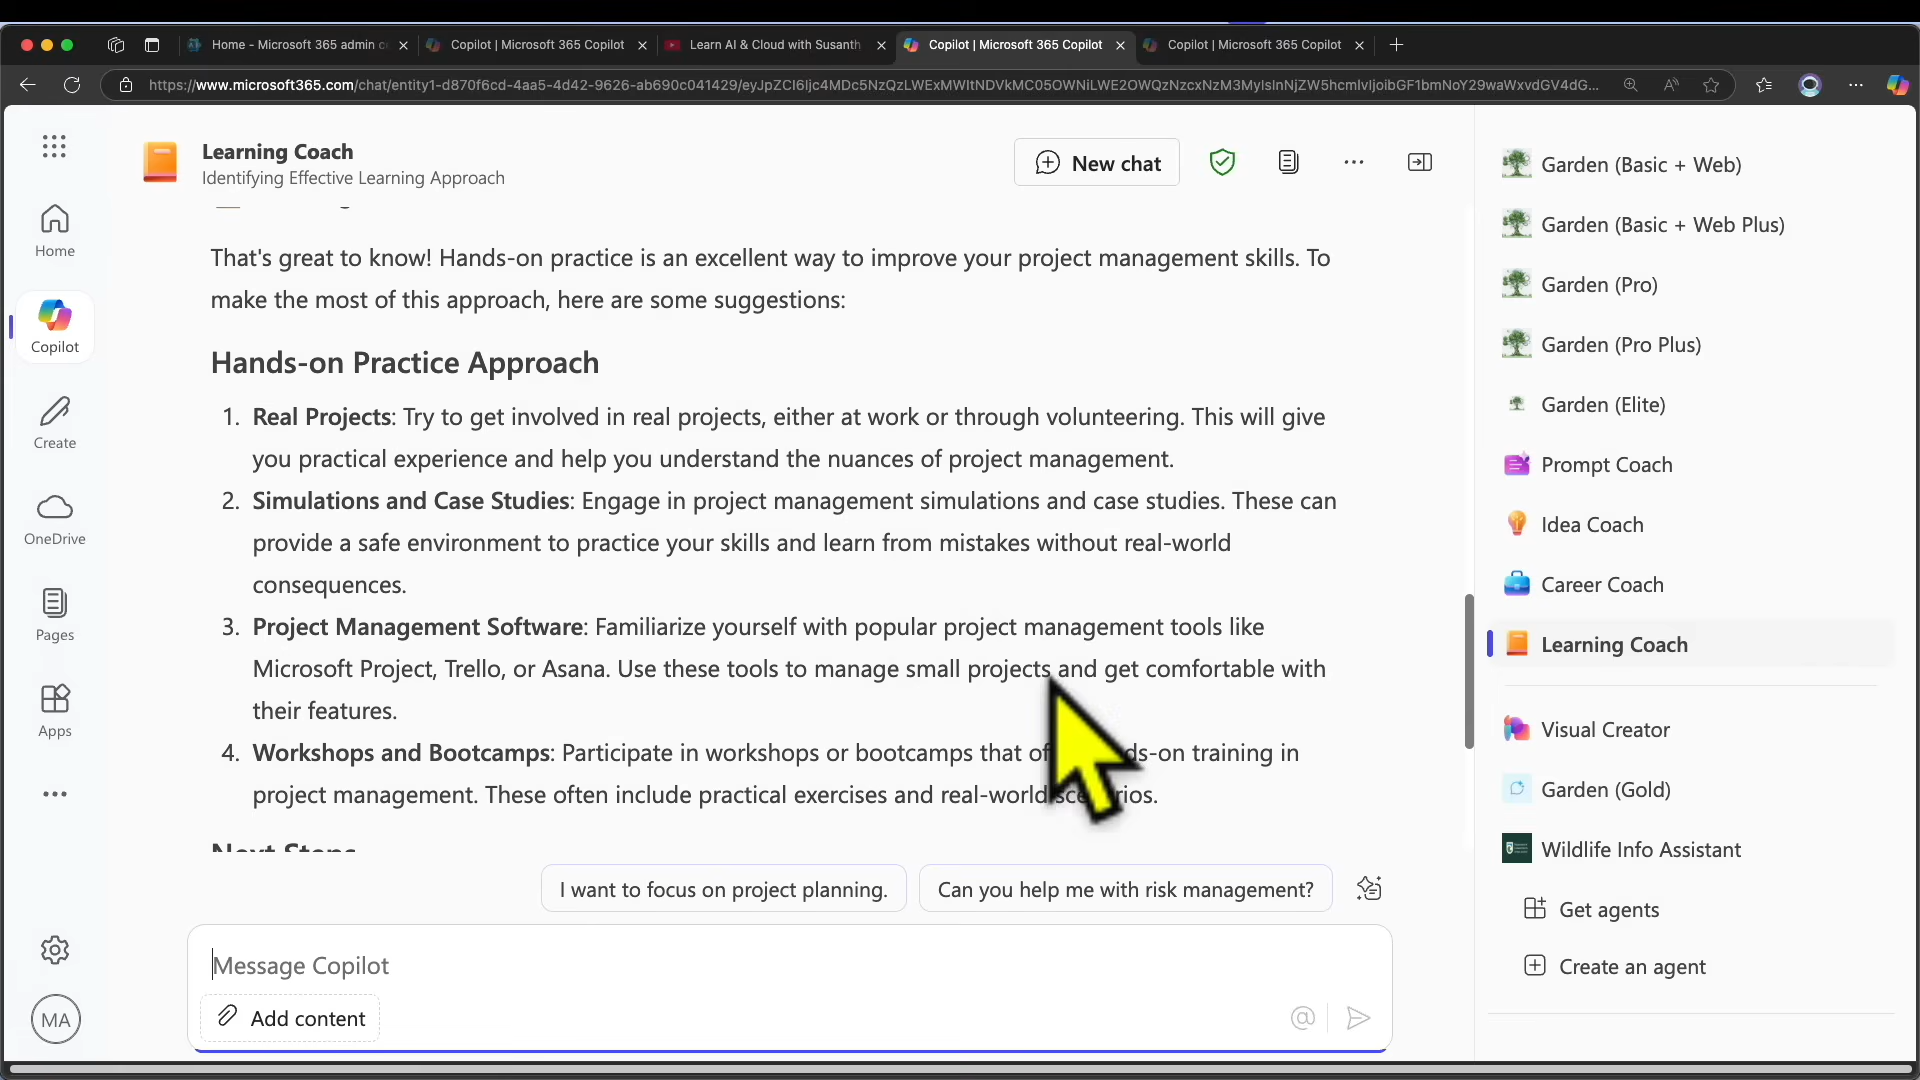 Home - Microsoft 365 admin c
Copilot | Microsoft 365 Copilot
Learn AI & Cloud with Susanth
Copilot | Microsoft 365 Copilot
Copilot | Microsoft 365 Copilot
Home
Copilot
Create
OneDrive
Pages
Apps
MA
Learning Coach
Identifying Effective Learning Approach
New chat
That's great to know! Hands-on practice is an excellent way to improve your project management skills. To
make the most of this approach, here are some suggestions:
Hands-on Practice Approach
1. Real Projects: Try to get involved in real projects, either at work or through volunteering. This will give
you practical experience and help you understand the nuances of project management.
2. Simulations and Case Studies: Engage in project management simulations and case studies. These can
provide a safe environment to practice your skills and learn from mistakes without real-world
consequences.
3. Project Management Software: Familiarize yourself with popular project management tools like
Microsoft Project, Trello, or Asana. Use these tools to manage small projects and get comfortable with
their features.
4. Workshops and Bootcamps: Participate in workshops or bootcamps that of ds-on training in
project management. These often include practical exercises and real-world sce rios.
Next Steps
I want to focus on project planning.
Can you help me with risk management?
Message Copilot
Add content
Garden (Basic + Web)
Garden (Basic + Web Plus)
Garden (Pro)
Garden (Pro Plus)
Garden (Elite)
Prompt Coach
Idea Coach
Career Coach
Learning Coach
Visual Creator
Garden (Gold)
Wildlife Info Assistant
Get agents
Create an agent